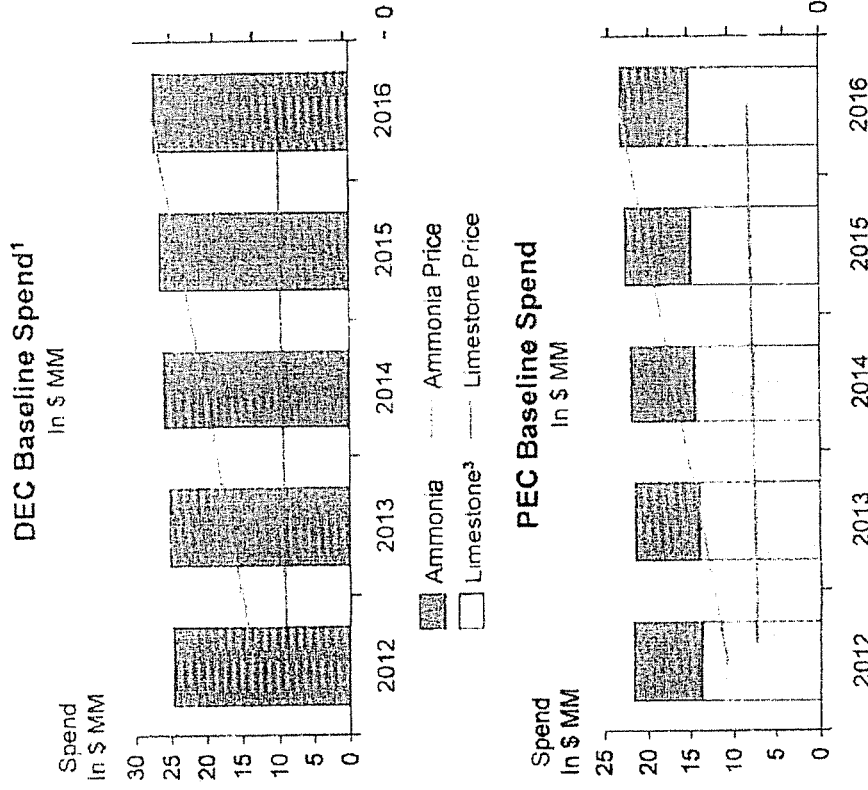 DEC Baseline Spend¹
In $ MM
Spend
In $ MM
30
25
20
15
10
5
0
- 0
2012
2013
2014
2015
2016
Ammonia
Ammonia Price
Limestone³
Limestone Price
PEC Baseline Spend
In $ MM
Spend
In $ MM
25
20
15
10
5
0
0
2012
2013
2014
2015
2016